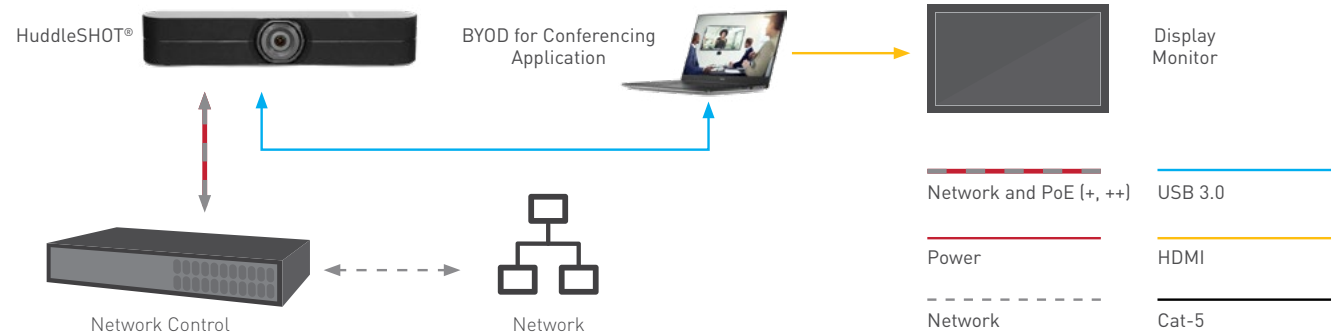 HuddleSHOT®
BYOD for Conferencing
Application
Display
Monitor
Network and PoE (+, ++)
USB 3.0
Power
HDMI
Network Control
Network
Network
Cat-5